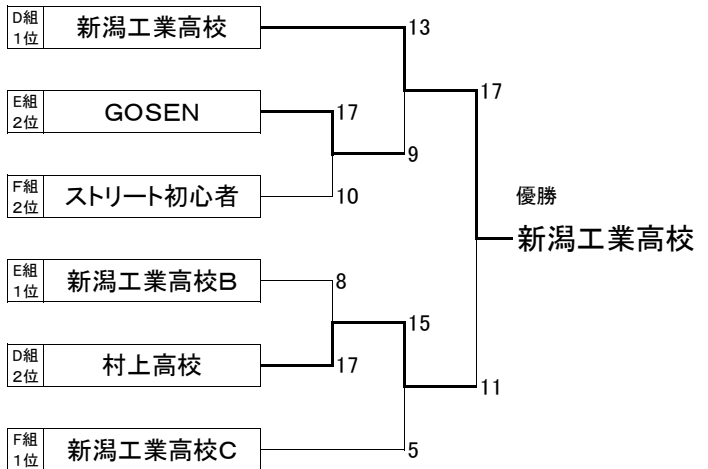 D組
1位
新潟工業高校
13
E組
2位
GOSEN
17
17
9
F組
2位
ストリート初心者
10
優勝
新潟工業高校
E組
1位
新潟工業高校B
8
15
D組
2位
村上高校
17
11
F組
1位
新潟工業高校C
5